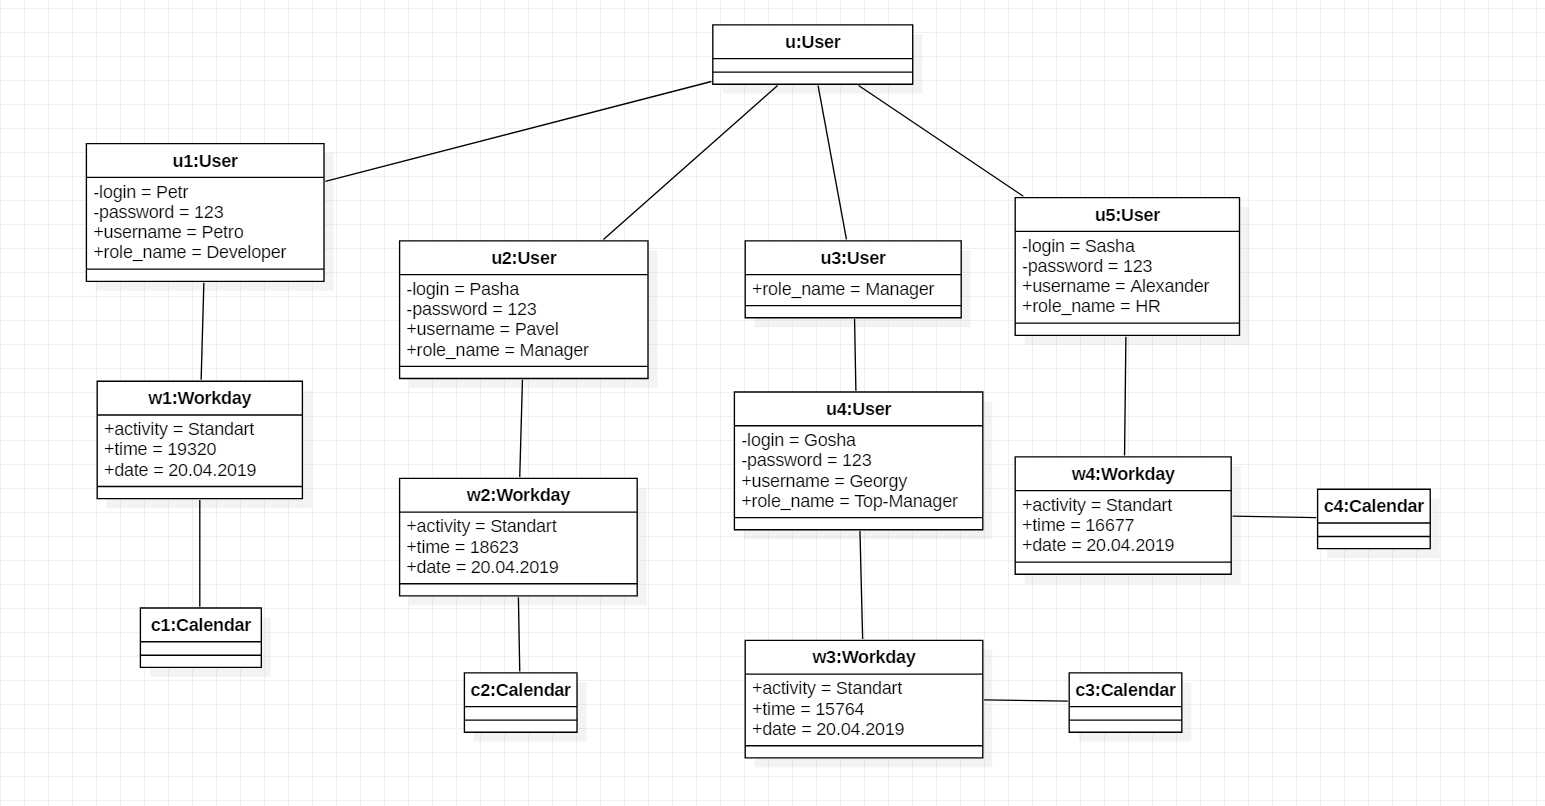 u:User
u1:User
-login = Petr
-password = 123
+username = Petro
+role_name = Developer
u2:User
-login = Pasha
-password = 123
+username = Pavel
+role_name = Manager
u3:User
+role_name = Manager
u5:User
-login = Sasha
-password = 123
+username = Alexander
+role_name = HR
w1:Workday
+activity = Standart
+time = 19320
+date = 20.04.2019
u4:User
-login = Gosha
-password = 123
+username = Georgy
+role_name = Top-Manager
w2:Workday
+activity = Standart
+time = 18623
+date = 20.04.2019
w4:Workday
+activity = Standart
+time = 16677
+date = 20.04.2019
c4:Calendar
c1:Calendar
c2:Calendar
w3:Workday
+activity = Standart
+time = 15764
+date = 20.04.2019
c3:Calendar